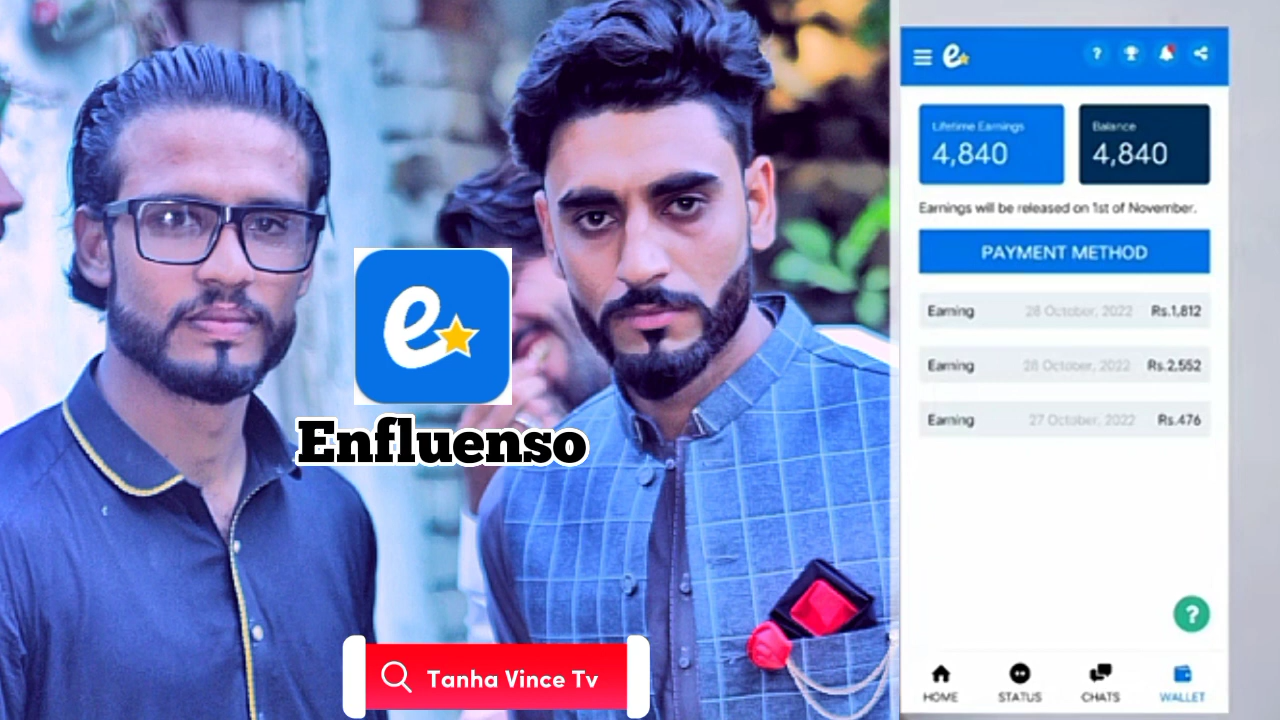 e
Enfluenso
Tanha Vince Tv
e
?
Lifetime Earnings
4,840
Balance
4,840
Earnings will be released on 1st of November.
PAYMENT METHOD
Earning 28 October, 2022 Rs.1,812
Earning 28 October, 2022 Rs.2,552
Earning 27 October, 2022 Rs.476
?
HOME STATUS CHATS WALLET